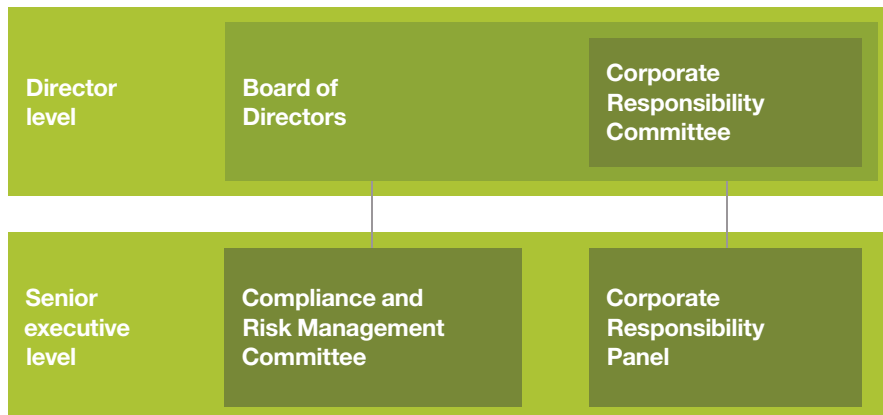 Director
level
Board of
Directors
Corporate
Responsibility
Committee
Senior
executive
level
Compliance and
Risk Management
Committee
Corporate
Responsibility
Panel